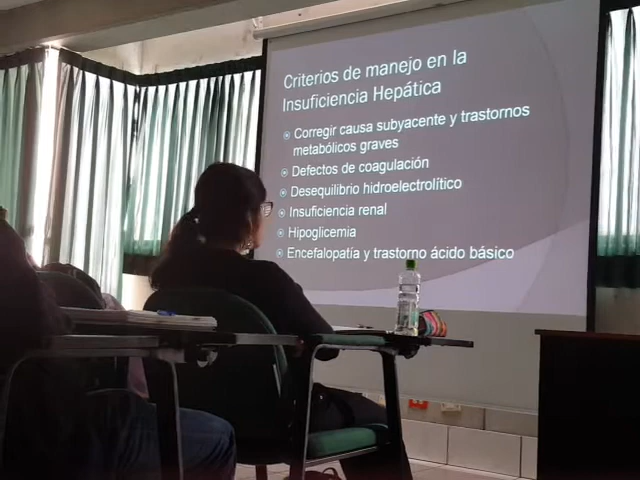 Criterios de manejo en la
Insuficiencia Hepática
Corregir causa subyacente y trastornos
metabólicos graves
Defectos de coagulación
Desequilibrio hidroelectrolítico
Insuficiencia renal
Hipoglicemia
Encefalopatía y trastorno ácido básico